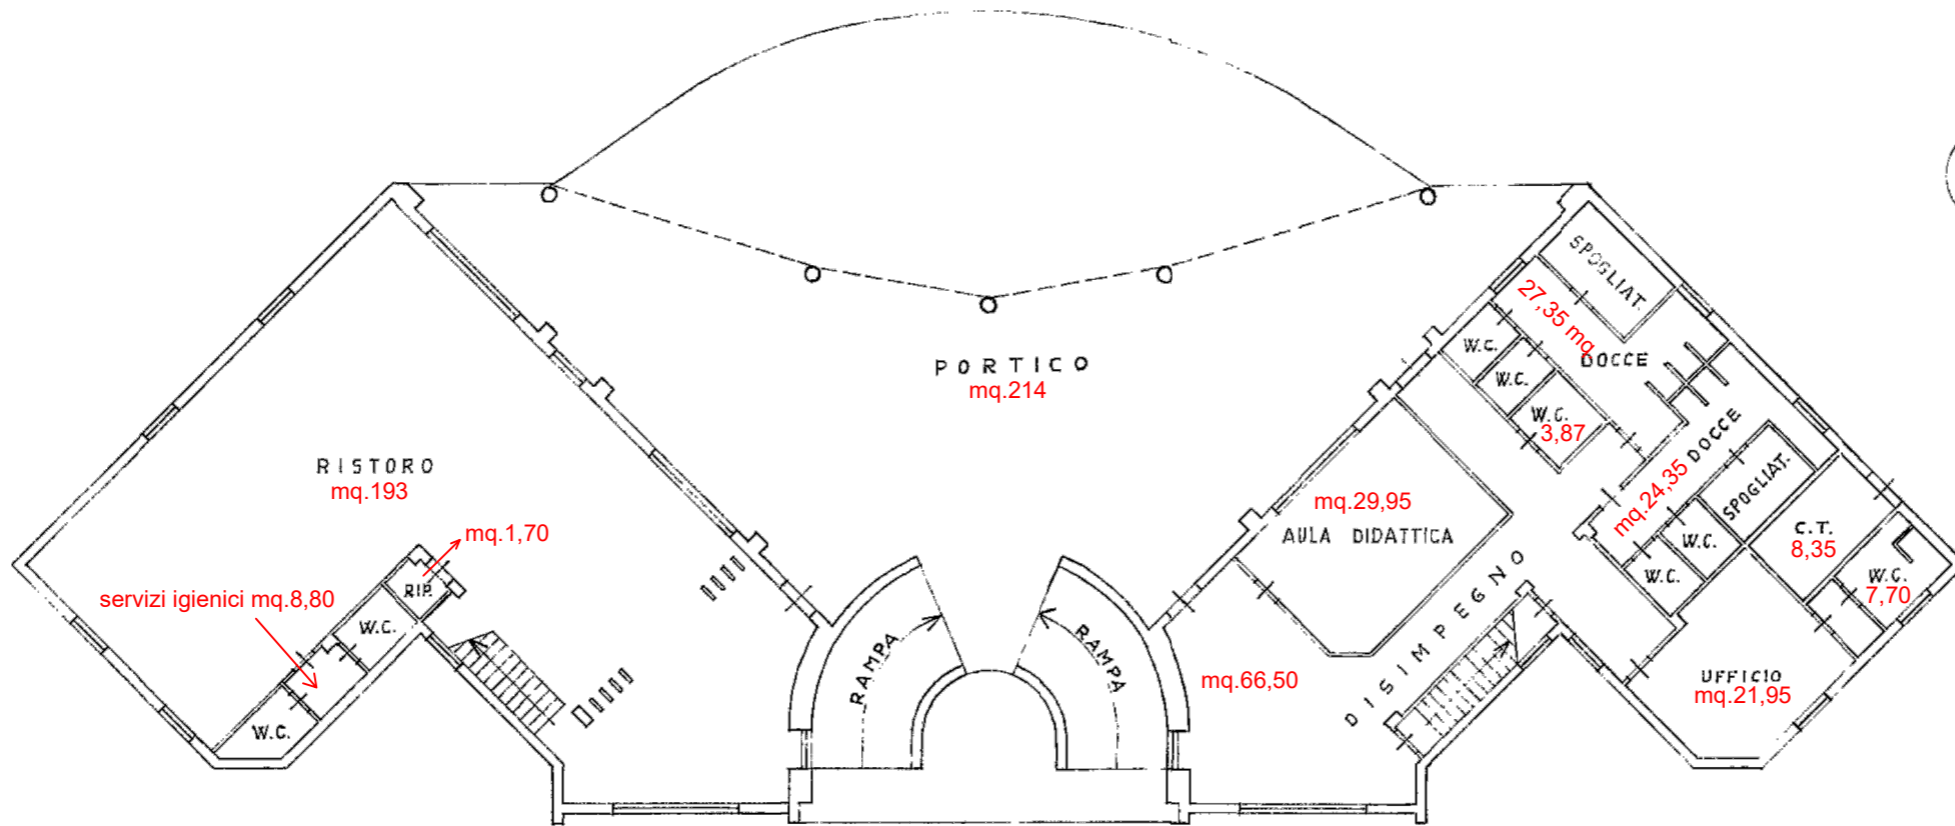 SPOGLIAT.
27,35 mq
DOCCE
W.C.
W.C.
W.C.
3,87
PORTICO
mq.214
DOCCE
mq.24,35
SPOGLIAT.
RISTORO
mq.193
mq.29,95
AULA DIDATTICA
C.T.
8,35
W.C.
W.C.
W.C.
7,70
mq.1,70
RIP.
servizi igienici mq.8,80
W.C.
W.C.
RAMPA
RAMPA
mq.66,50
DISIMPEGNO
UFFICIO
mq.21,95